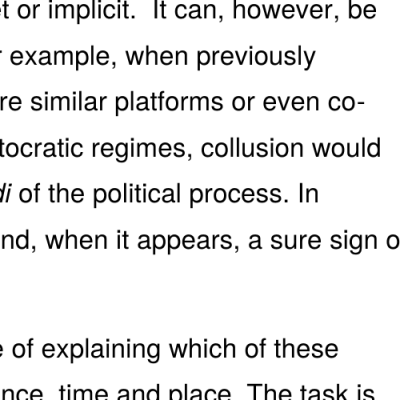 t or implicit.  It can, however, be
example, when previously
re similar platforms or even co-
tocratic regimes, collusion would
di of the political process. In
nd, when it appears, a sure sign o
of explaining which of these
nce, time and place. The task is